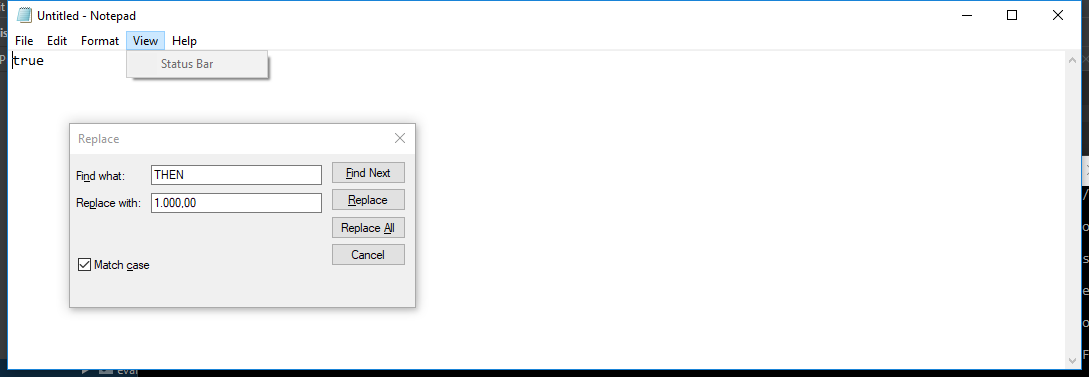 Untitled - Notepad
File Edit Format View Help
true
Status Bar
Replace
Find what: THEN Find Next
Replace with: 1.000,00 Replace
Replace All
Cancel
Match case
eval